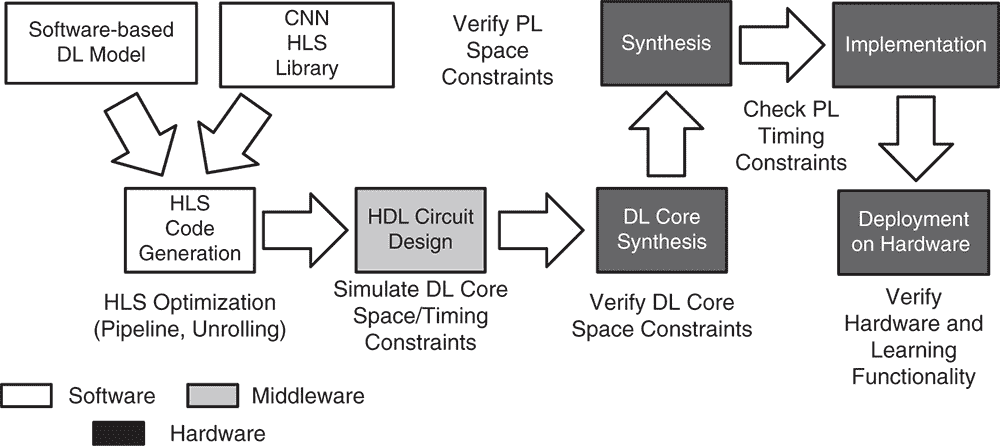 Software-based
DL Model
CNN
HLS
Library
Verify PL
Space
Constraints
Synthesis
Implementation
Check PL
Timing
Constraints
HLS
Code
Generation
HDL Circuit
Design
DL Core
Synthesis
Deployment
on Hardware
HLS Optimization
(Pipeline, Unrolling)
Simulate DL Core
Space/Timing
Constraints
Verify DL Core
Space Constraints
Verify
Hardware and
Learning
Functionality
Software
Middleware
Hardware